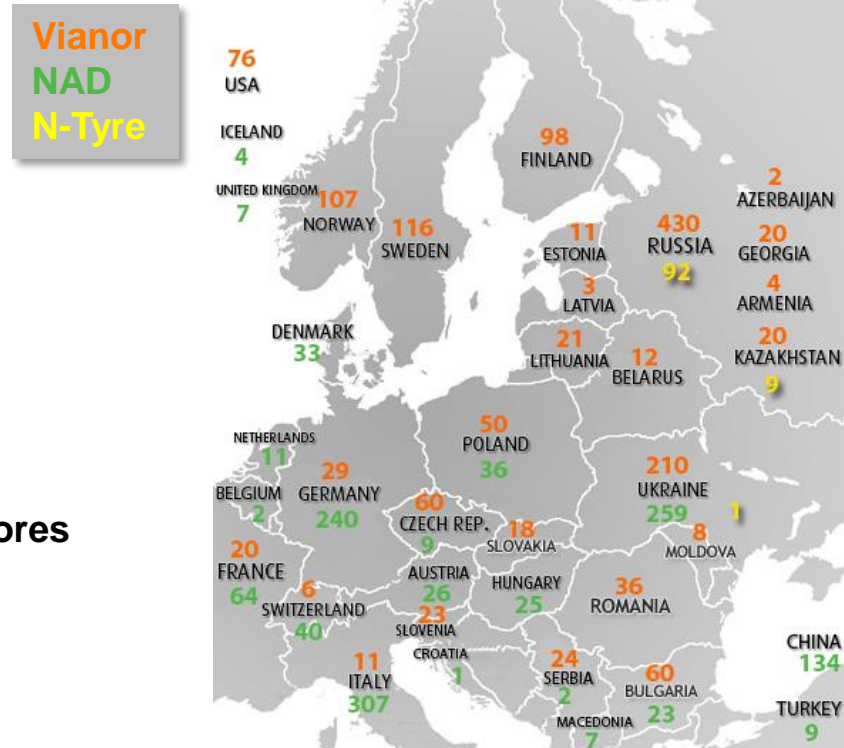 Vianor
NAD
N-Tyre
76
USA
ICELAND
4
UNITED KINGDOM
7
107
NORWAY
116
SWEDEN
98
FINLAND
11
ESTONIA
3
LATVIA
21
LITHUANIA
12
BELARUS
430
RUSSIA
92
2
AZERBAIJAN
20
GEORGIA
4
ARMENIA
20
KAZAKHSTAN
9
DENMARK
33
NETHERLANDS
11
BELGIUM
2
29
GERMANY
240
50
POLAND
36
60
CZECH REP.
9
18
SLOVAKIA
210
UKRAINE
259
1
8
MOLDOVA
ores
20
FRANCE
64
6
SWITZERLAND
40
AUSTRIA
26
HUNGARY
25
36
ROMANIA
23
SLOVENIA
CROATIA
1
11
ITALY
307
24
SERBIA
2
60
BULGARIA
23
MACEDONIA
7
CHINA
134
TURKEY
9